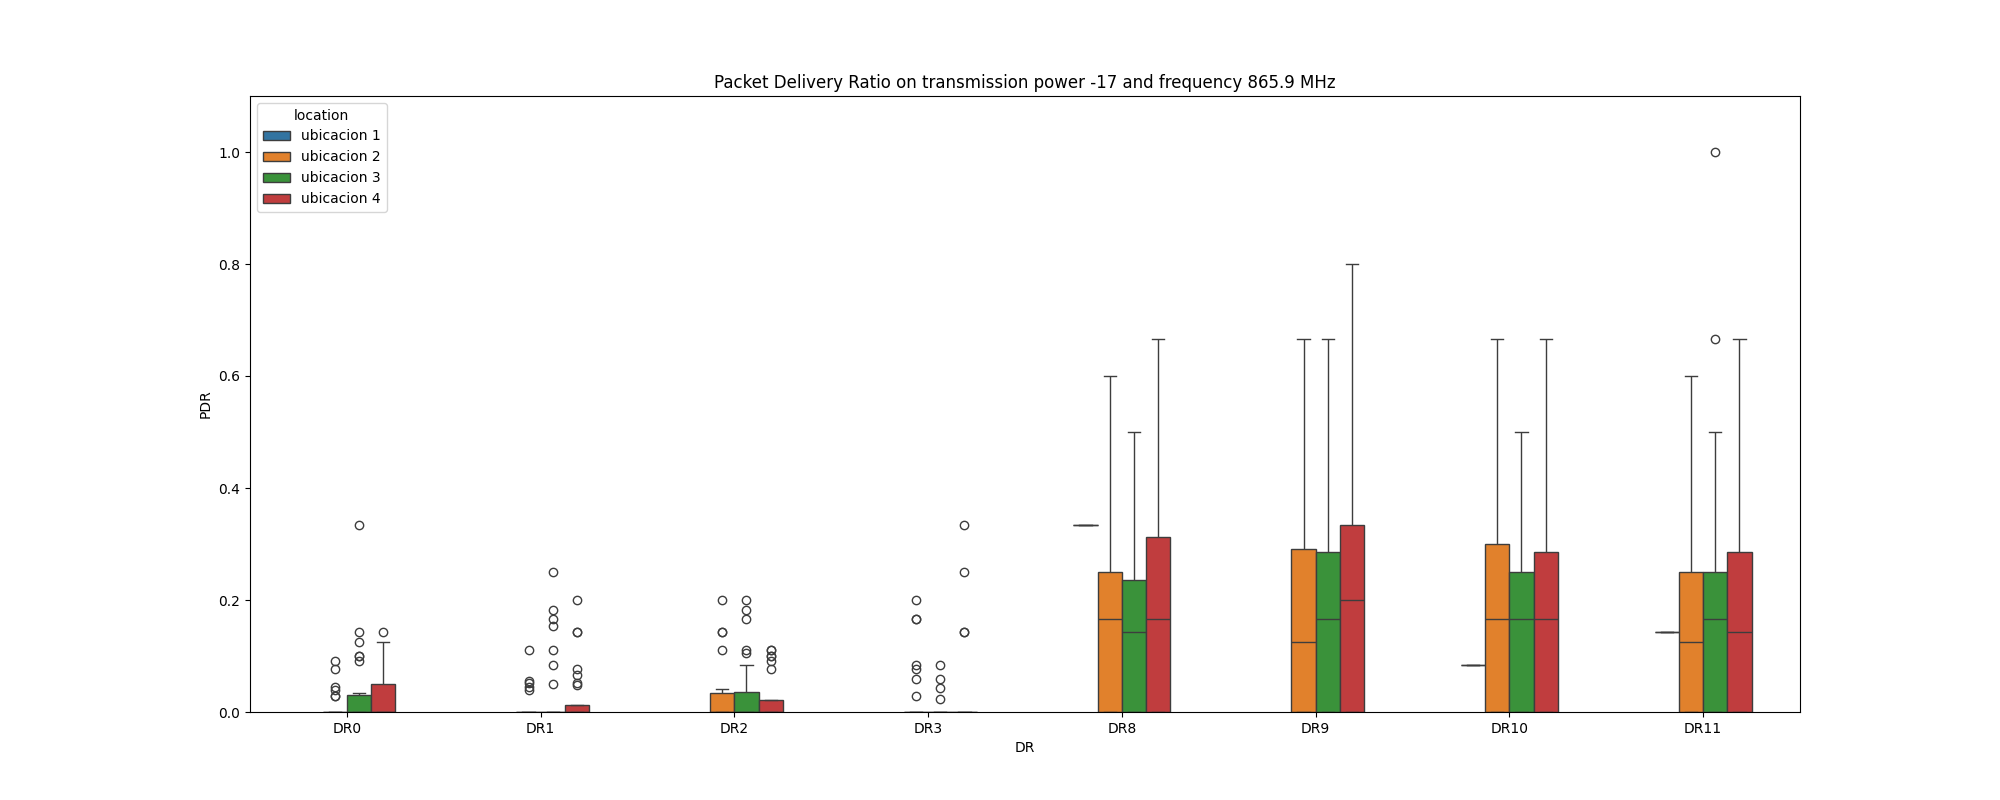 Packet Delivery Ratio on transmission power -17 and frequency 865.9 MHz
location
ubicacion 1
ubicacion 2
ubicacion 3
ubicacion 4
1.0
0.8
0.6
0.4
0.2
0.0
PDR
DR0 DR1 DR2 DR3 DR8 DR9 DR10 DR11
DR